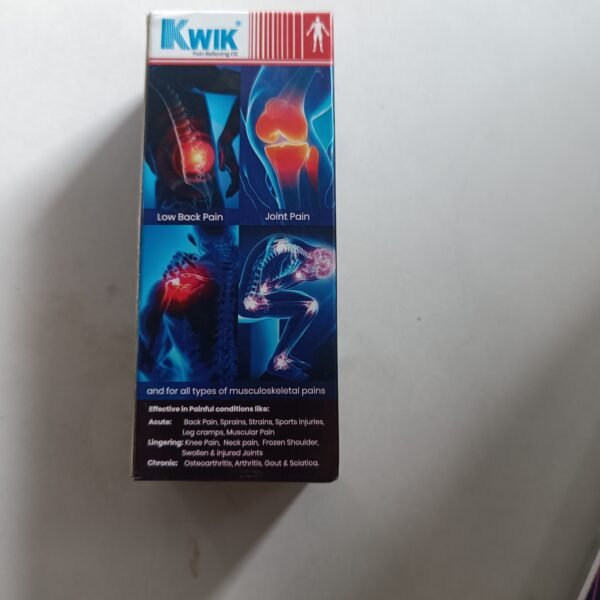 KWIK®
Pain Relieving Oil
Low Back Pain
Joint Pain
and for all types of musculoskeletal pains
Effective in Painful conditions like:
Acute: Back Pain, Sprains, Strains, Sports injuries,
Leg cramps, Muscular Pain
Lingering: Knee Pain, Neck pain, Frozen Shoulder,
Swollen & injured Joints
Chronic: Osteoarthritis, Arthritis, Gout & Sciatica.